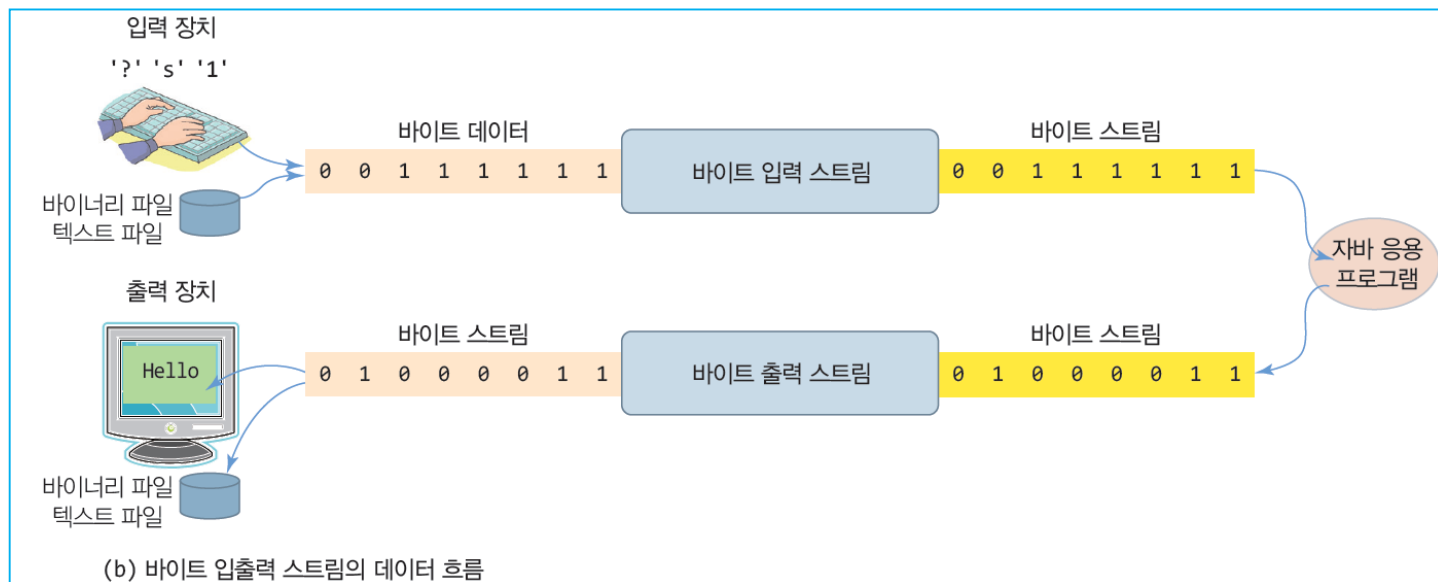 입력 장치
'?' 's' '1'
바이트 데이터
바이트 스트림
0 0 1 1 1 1 1 1
바이트 입력 스트림
0 0 1 1 1 1 1 1
바이너리 파일
텍스트 파일
자바 응용
프로그램
출력 장치
바이트 스트림
바이트 스트림
Hello
0 1 0 0 0 0 1 1
바이트 출력 스트림
0 1 0 0 0 0 1 1
바이너리 파일
텍스트 파일
(b) 바이트 입출력 스트림의 데이터 흐름